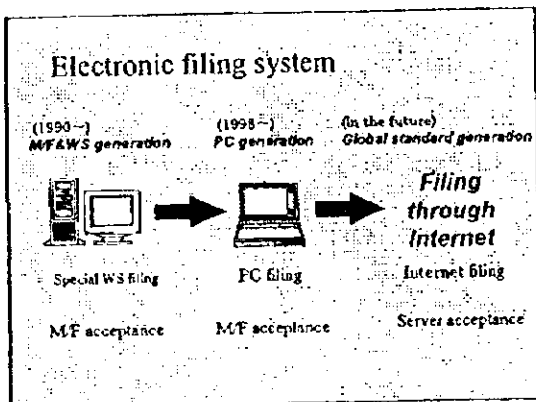 Electronic filing system
(1990~) (1998~) (In the future)
M/F&WS generation PC generation Global standard generation
Filing
through
Internet
Special WS filing PC filing Internet filing
M/F acceptance M/F acceptance Server acceptance